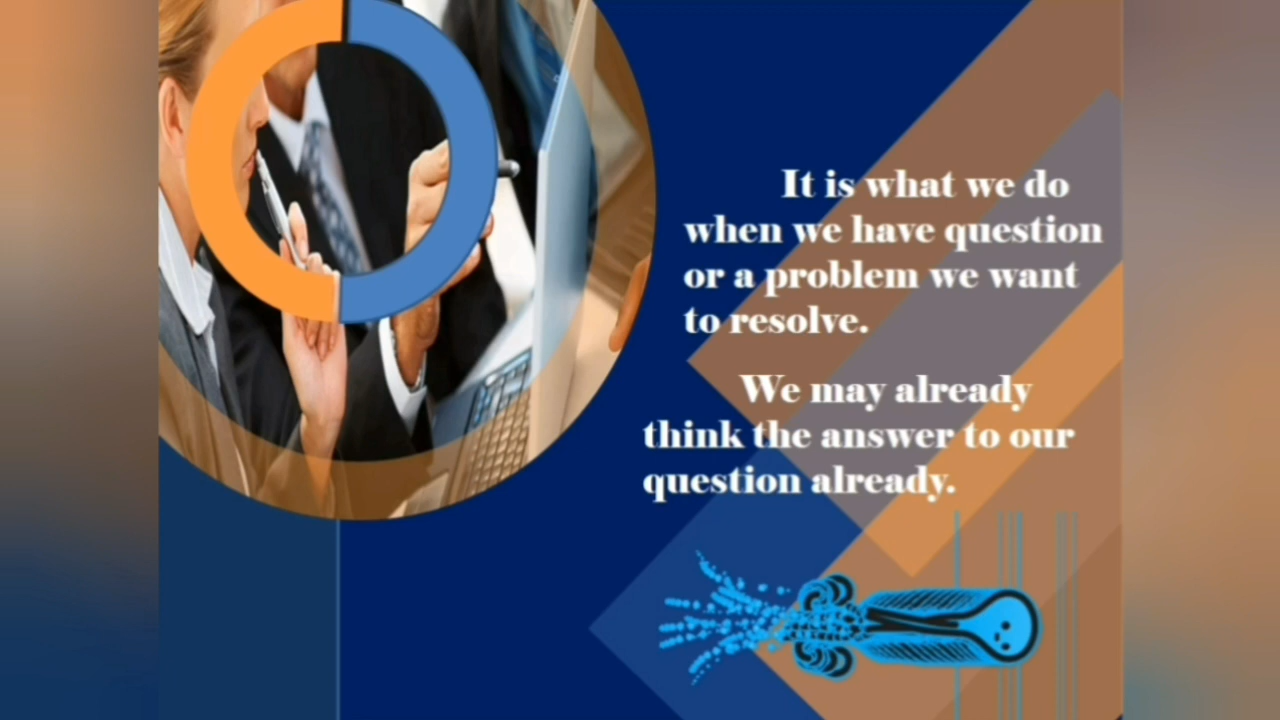 It is what we do
when we have question
or a problem we want
to resolve.
We may already
think the answer to our
question already.